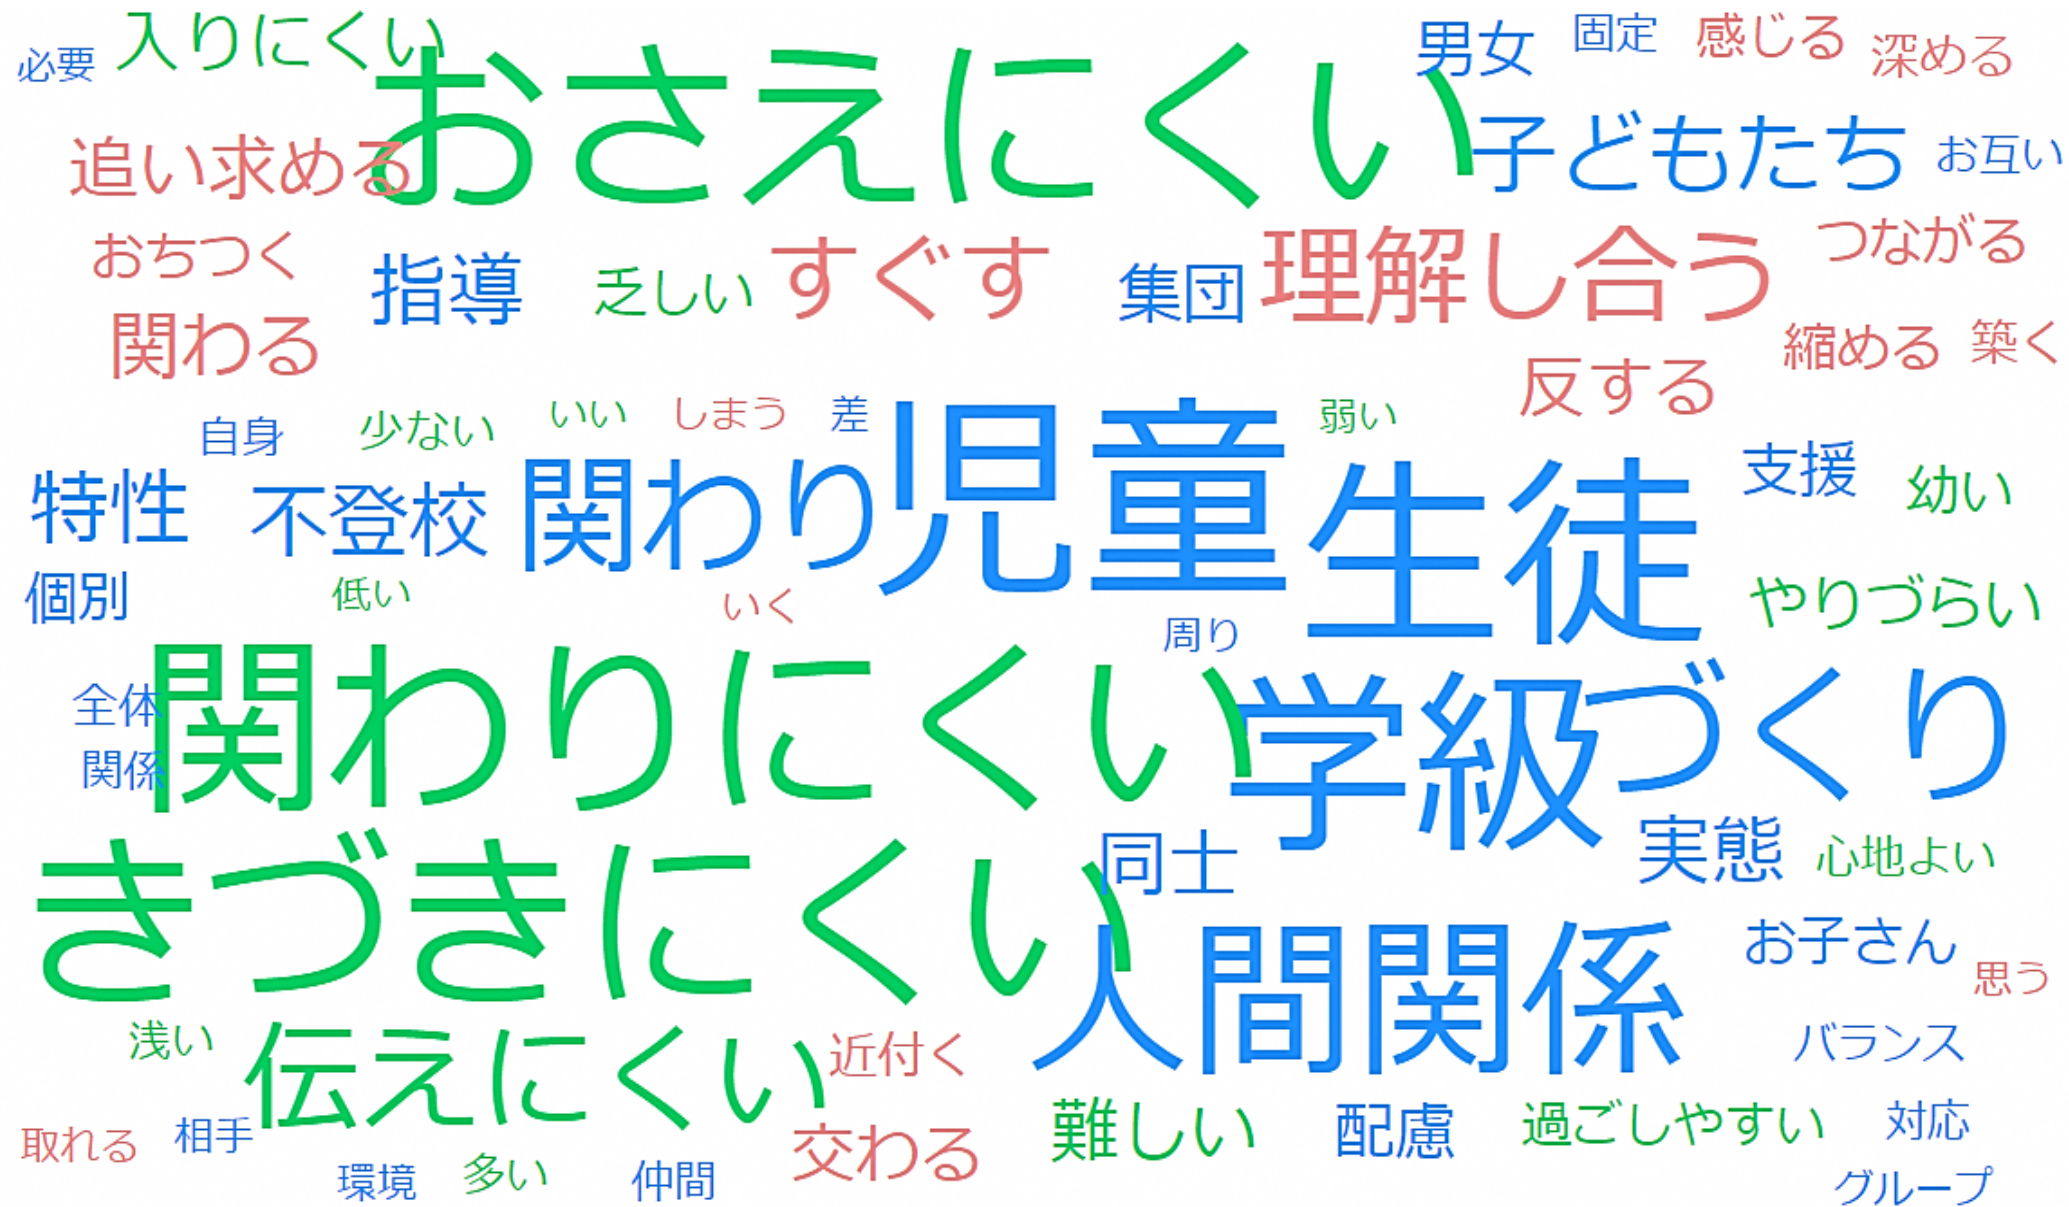 必要 入りにくい おさえにくい 男女 固定 感じる 深める
追い求める 子どもたち お互い
おちつく 指導 乏しい すぐす 集団 理解し合う つながる
関わる 反する 縮める 築く
自身 少ない いい しまう 差 児童 弱い
特性 不登校 関わり 生徒 支援 幼い
個別 低い いく 周り やりづらい
全体 関わりにくい 学級づくり
関係
きづきにくい 同士 実態 心地よい
人間関係 お子さん 思う
浅い 伝えにくい 近付く バランス
取れる 相手 交わる 難しい 配慮 過ごしやすい 対応
環境 多い 仲間 グループ